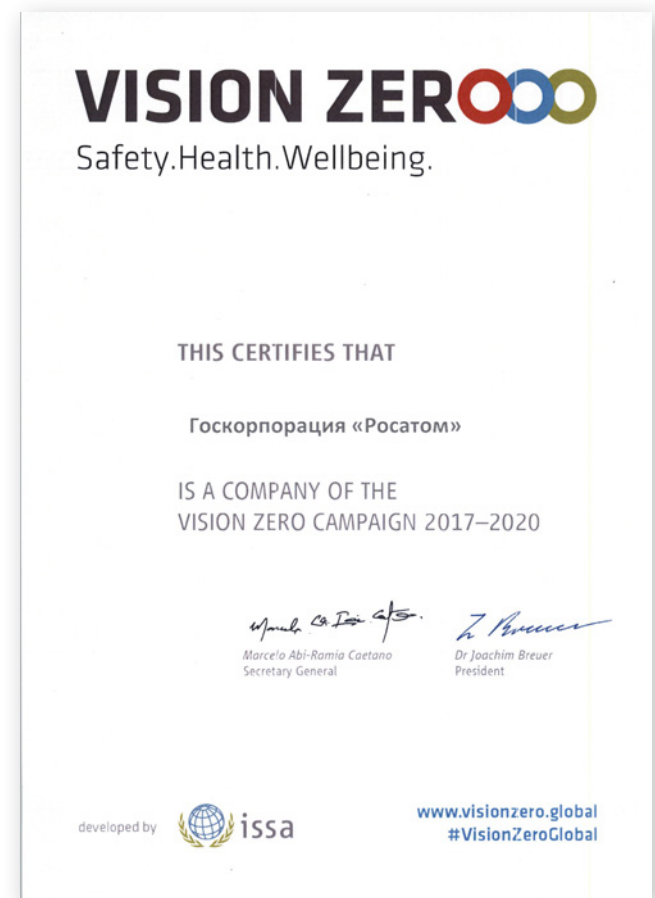 VISION ZEROOO
Safety.Health.Wellbeing.
THIS CERTIFIES THAT
Госкорпорация «Росатом»
IS A COMPANY OF THE
VISION ZERO CAMPAIGN 2017–2020
Marcelo Abi-Ramia Caetano
Secretary General
Dr Joachim Breuer
President
developed by
issa
www.visionzero.global
#VisionZeroGlobal